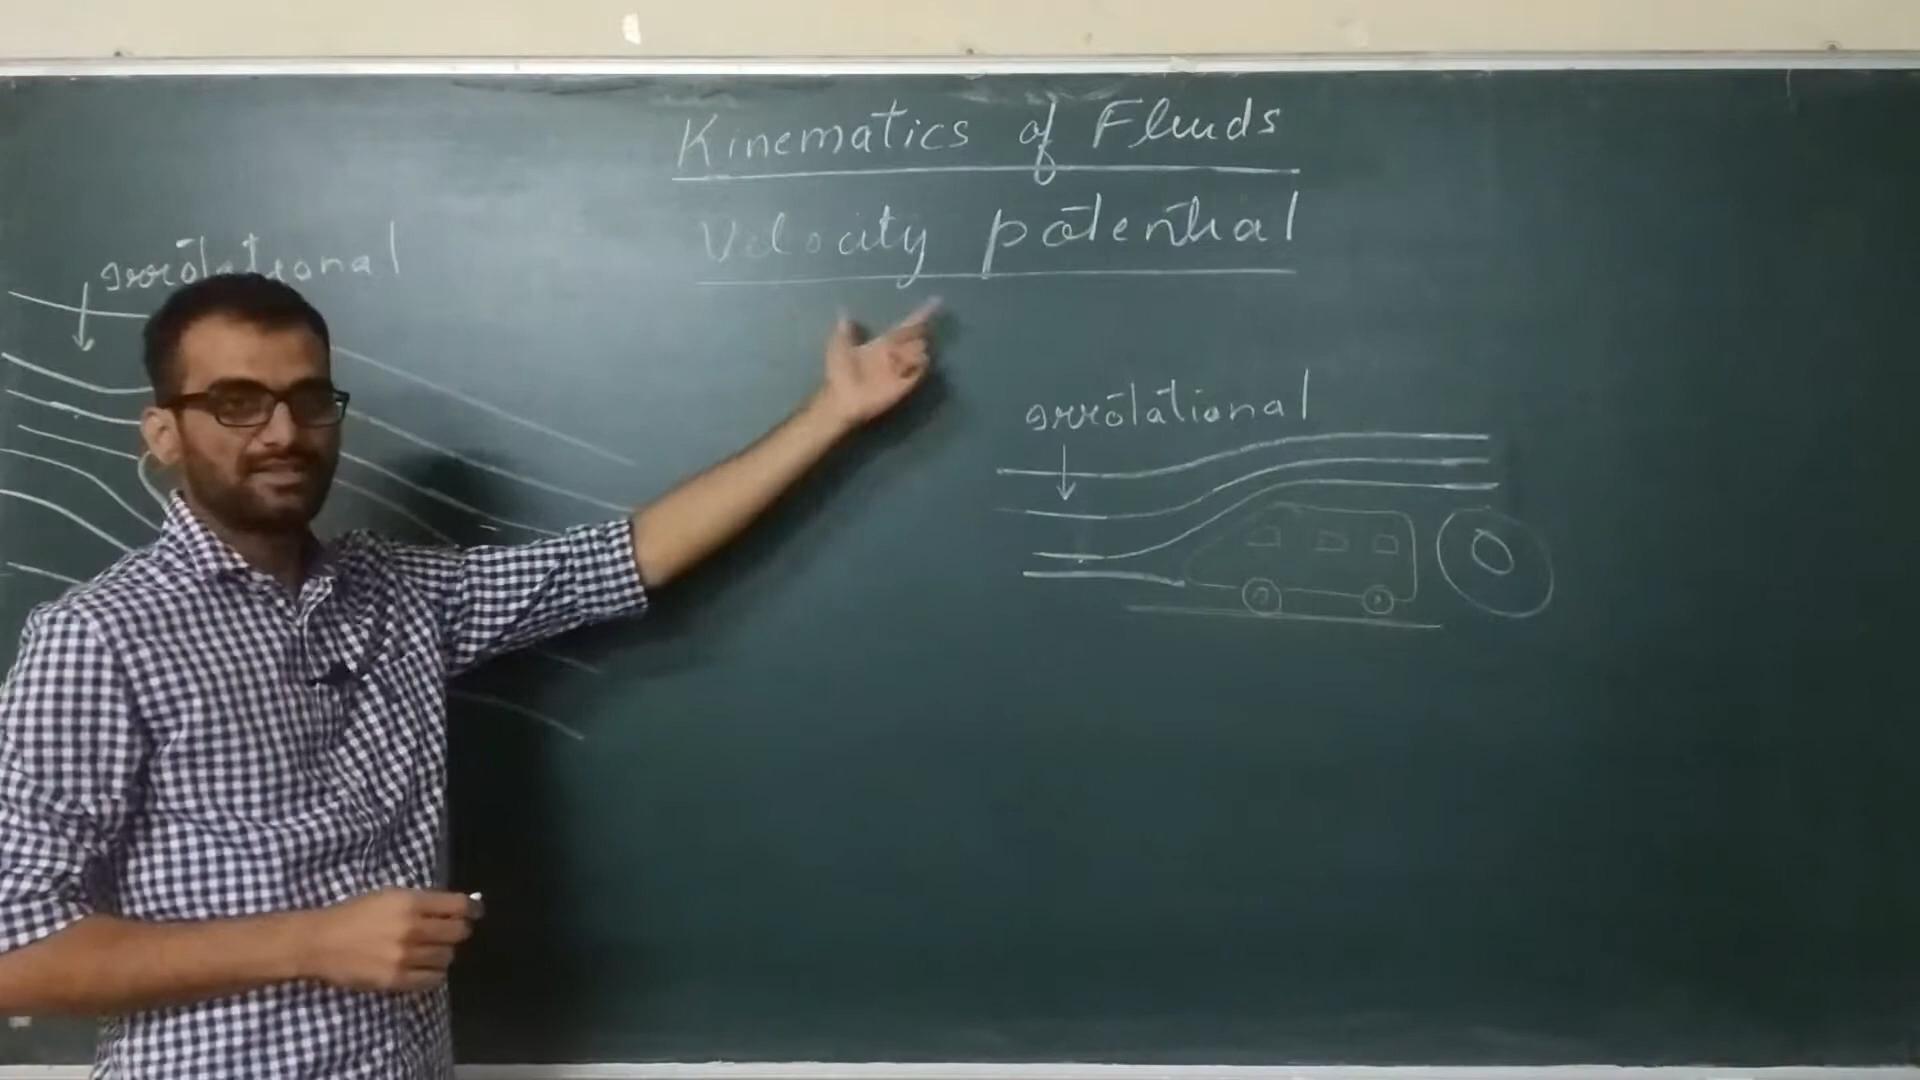 Kinematics of Fluids
Velocity potential
Irrotational
Irrotational